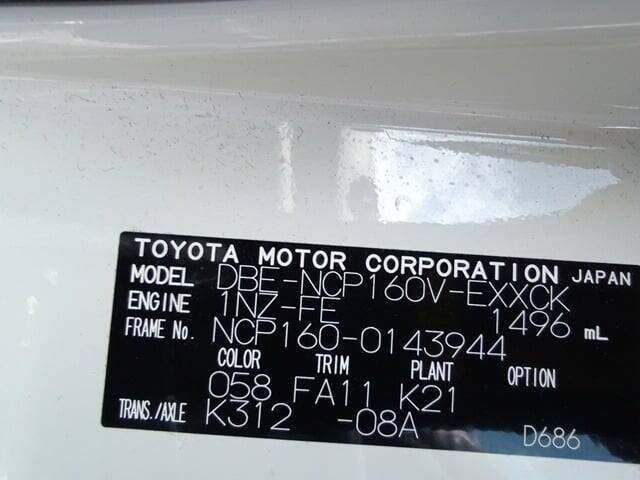 TOYOTA MOTOR CORPORATION JAPAN
MODEL DBE-NCP160V-EXXCK
ENGINE 1NZ-FE 1496 mL
FRAME No. NCP160-0143944
COLOR TRIM PLANT OPTION
058 FA11 K21
TRANS./AXLE K312 -08A D686